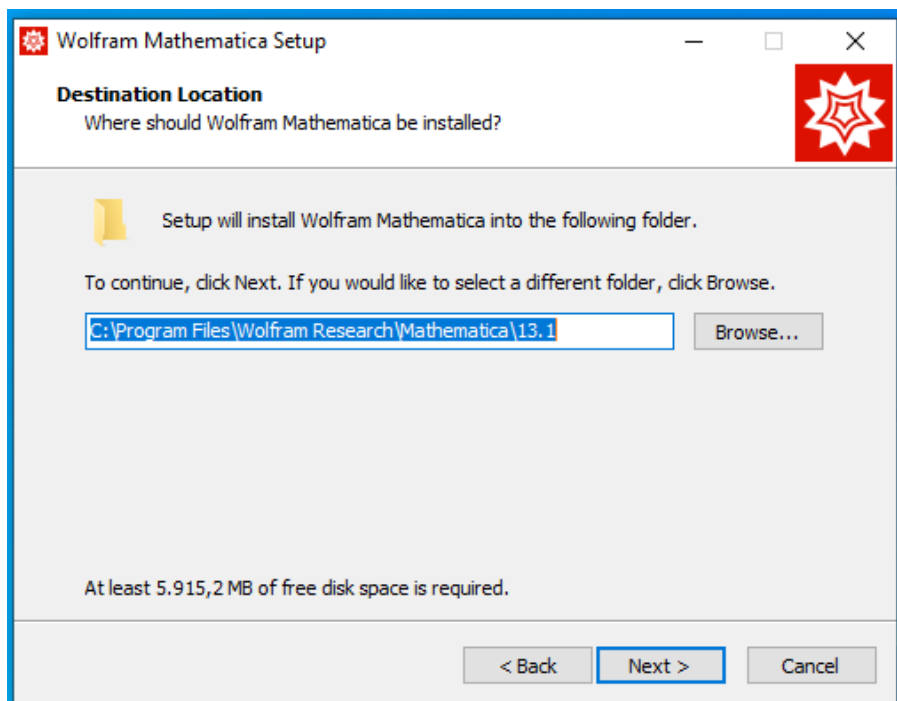 Wolfram Mathematica Setup
Destination Location
Where should Wolfram Mathematica be installed?
Setup will install Wolfram Mathematica into the following folder.
To continue, click Next. If you would like to select a different folder, click Browse.
C:\Program Files\Wolfram Research\Mathematica\13.1
Browse...
At least 5.915,2 MB of free disk space is required.
< Back Next > Cancel